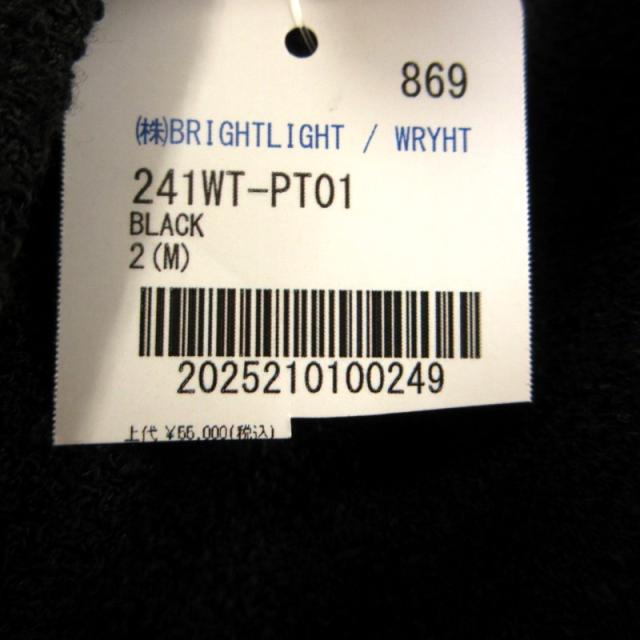 869
㈱BRIGHTLIGHT / WRYHT
241WT-PT01
BLACK
2(M)
2025210100249
上代 ¥55,000(税込)